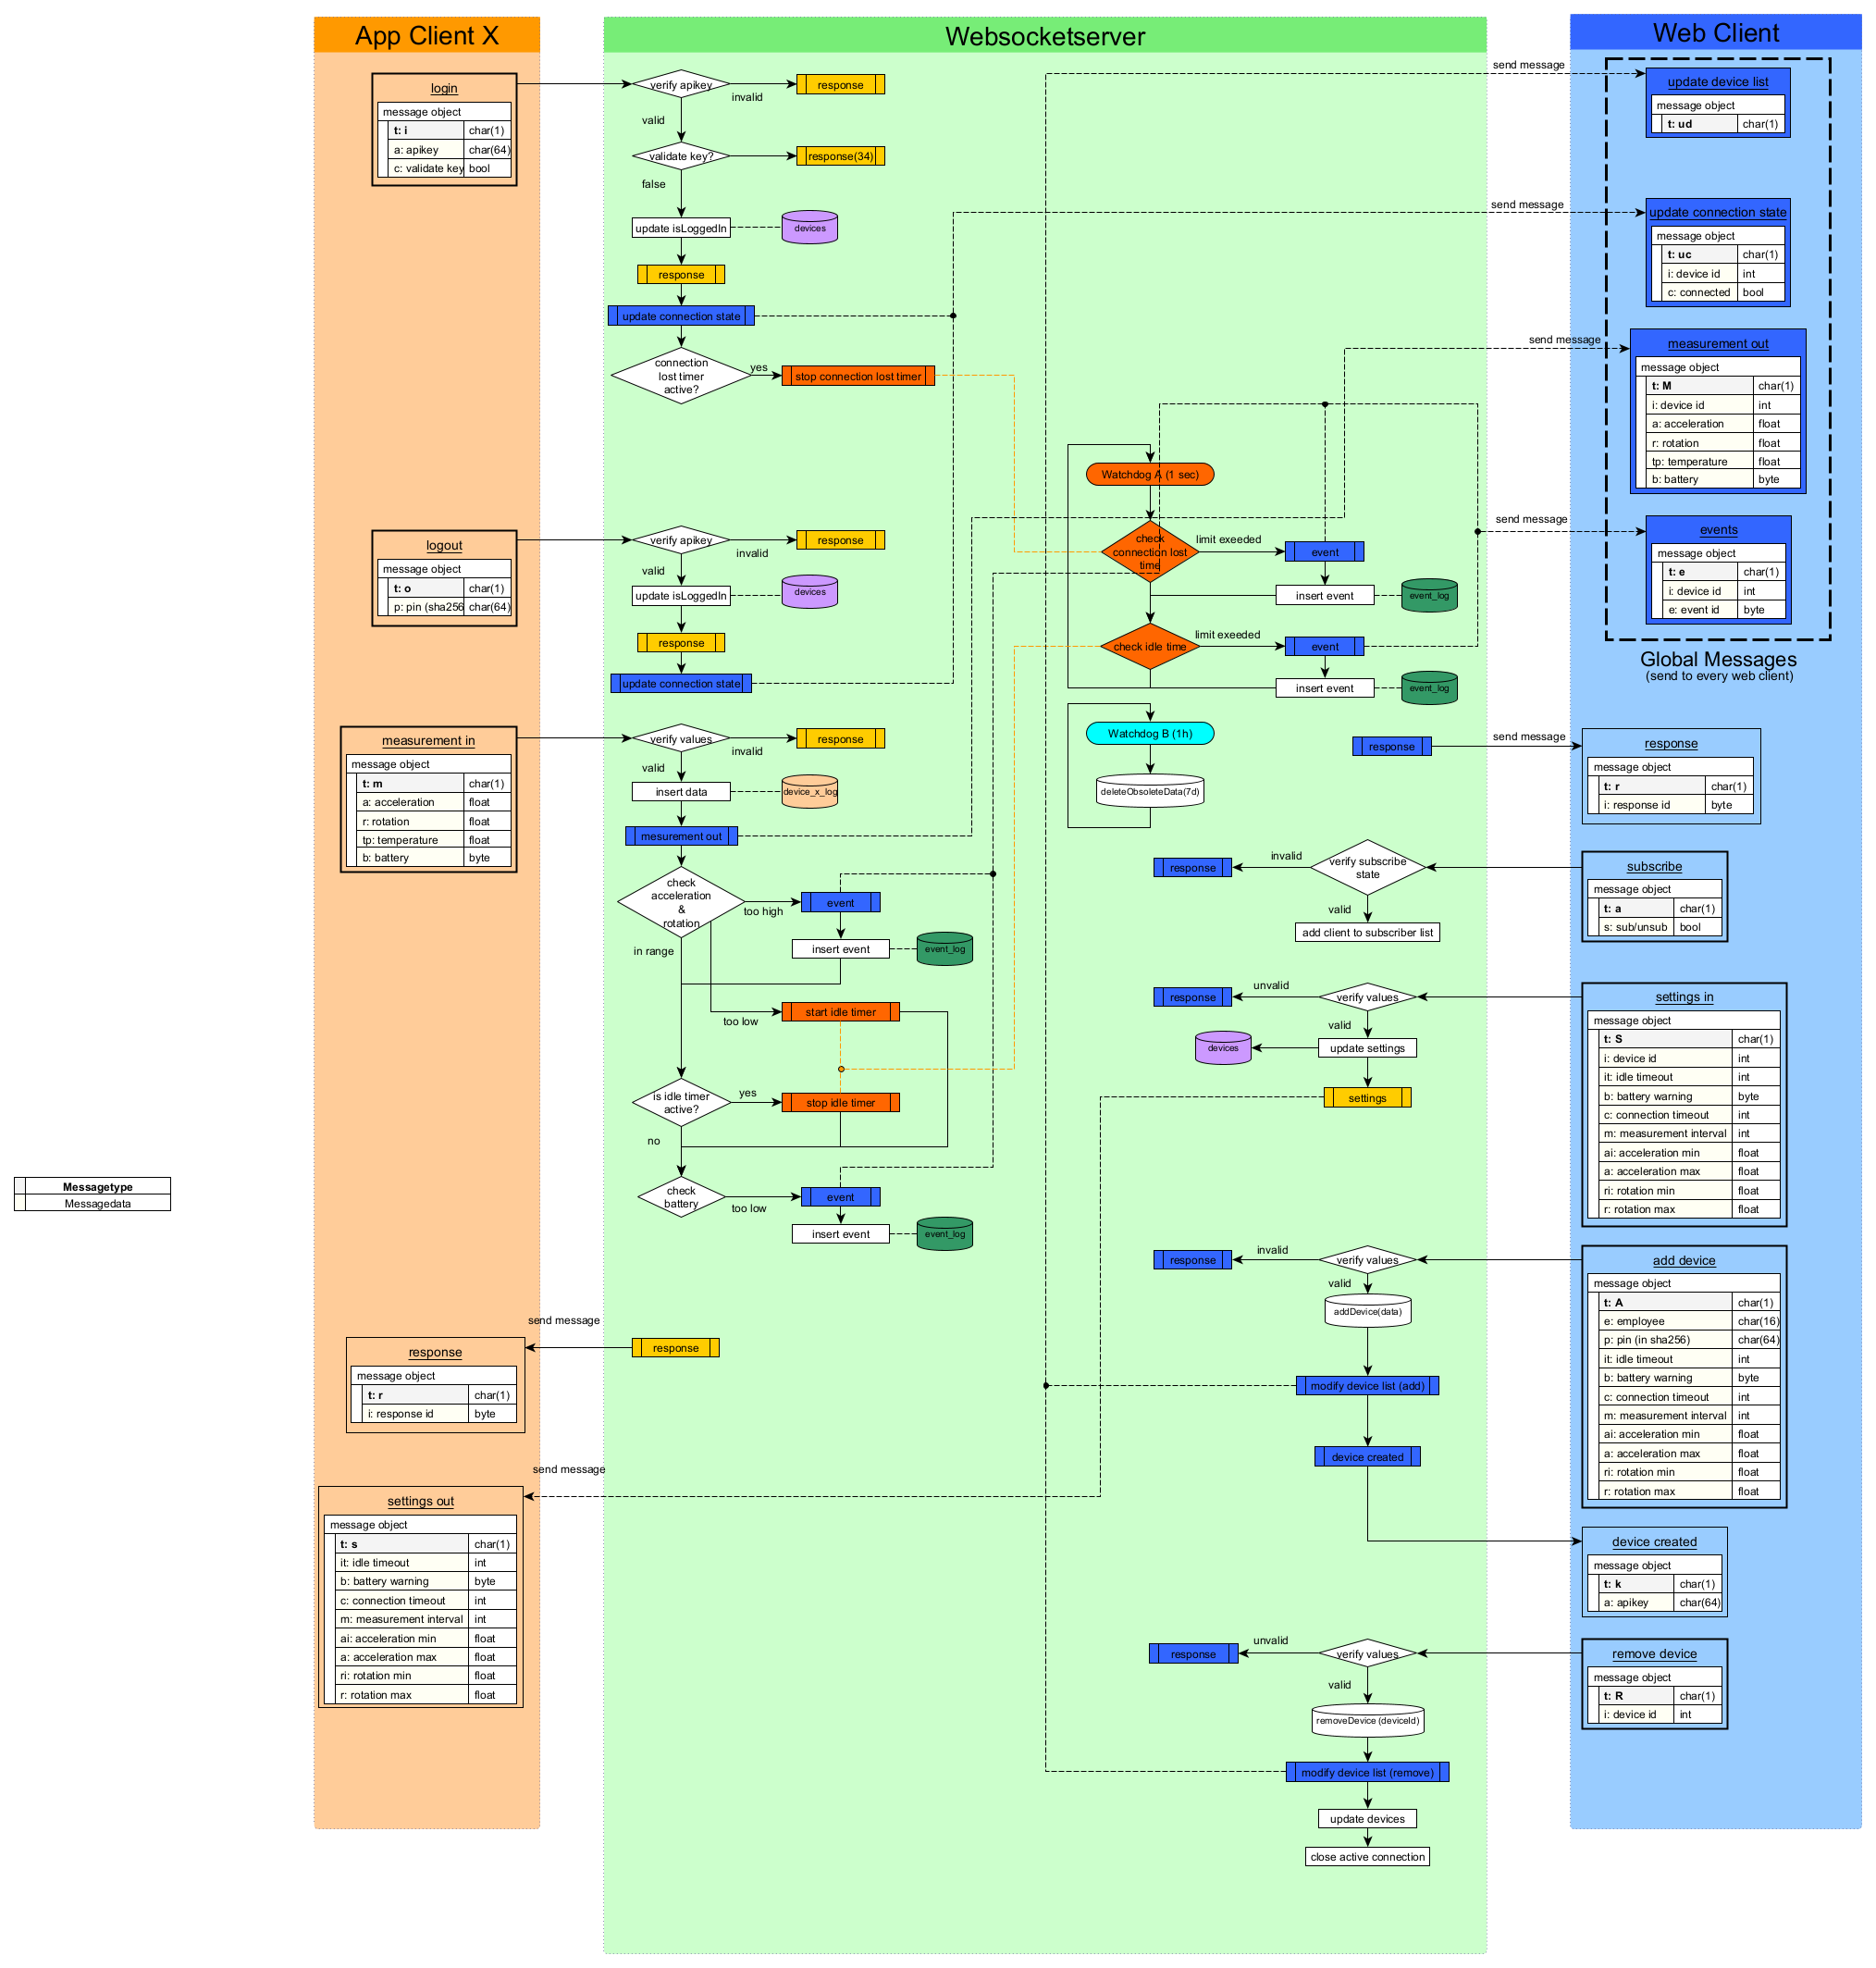 App Client X
login
message object
t: i char(1)
a: apikey char(64)
c: validate key bool
logout
message object
t: o char(1)
p: pin (sha256 char(64)
measurement in
message object
t: m char(1)
a: acceleration float
r: rotation float
tp: temperature float
b: battery byte
Messagetype
Messagedata
send message
response
message object
t: r char(1)
i: response id byte
send message
settings out
message object
t: s char(1)
it: idle timeout int
b: battery warning byte
c: connection timeout int
m: measurement interval int
ai: acceleration min float
a: acceleration max float
ri: rotation min float
r: rotation max float
Websocketserver
verify apikey
invalid
response
valid
validate key?
response(34)
false
update isLoggedIn
devices
response
update connection state
connection
lost timer
active?
yes
stop connection lost timer
verify apikey
invalid
response
valid
update isLoggedIn
devices
response
update connection state
verify values
invalid
response
valid
insert data
device_x_log
mesurement out
check
acceleration
&
rotation
too high
event
insert event
event_log
in range
too low
start idle timer
is idle timer
active?
yes
stop idle timer
no
check
battery
too low
event
insert event
event_log
response
Watchdog A (1 sec)
check
connection lost
time
limit exeeded
event
insert event
event_log
check idle time
limit exeeded
event
insert event
event_log
Watchdog B (1h)
deleteObsoleteData(7d)
response
send message
verify subscribe
state
invalid
response
valid
add client to subscriber list
verify values
unvalid
response
valid
update settings
devices
settings
verify values
invalid
response
valid
addDevice(data)
modify device list (add)
device created
verify values
unvalid
response
valid
removeDevice (deviceId)
modify device list (remove)
update devices
close active connection
Web Client
send message
update device list
message object
t: ud char(1)
send message
update connection state
message object
t: uc char(1)
i: device id int
c: connected bool
send message
measurement out
message object
t: M char(1)
i: device id int
a: acceleration float
r: rotation float
tp: temperature float
b: battery byte
send message
events
message object
t: e char(1)
i: device id int
e: event id byte
Global Messages
(send to every web client)
response
message object
t: r char(1)
i: response id byte
subscribe
message object
t: a char(1)
s: sub/unsub bool
settings in
message object
t: S char(1)
i: device id int
it: idle timeout int
b: battery warning byte
c: connection timeout int
m: measurement interval int
ai: acceleration min float
a: acceleration max float
ri: rotation min float
r: rotation max float
add device
message object
t: A char(1)
e: employee char(16)
p: pin (in sha256) char(64)
it: idle timeout int
b: battery warning byte
c: connection timeout int
m: measurement interval int
ai: acceleration min float
a: acceleration max float
ri: rotation min float
r: rotation max float
device created
message object
t: k char(1)
a: apikey char(64)
remove device
message object
t: R char(1)
i: device id int